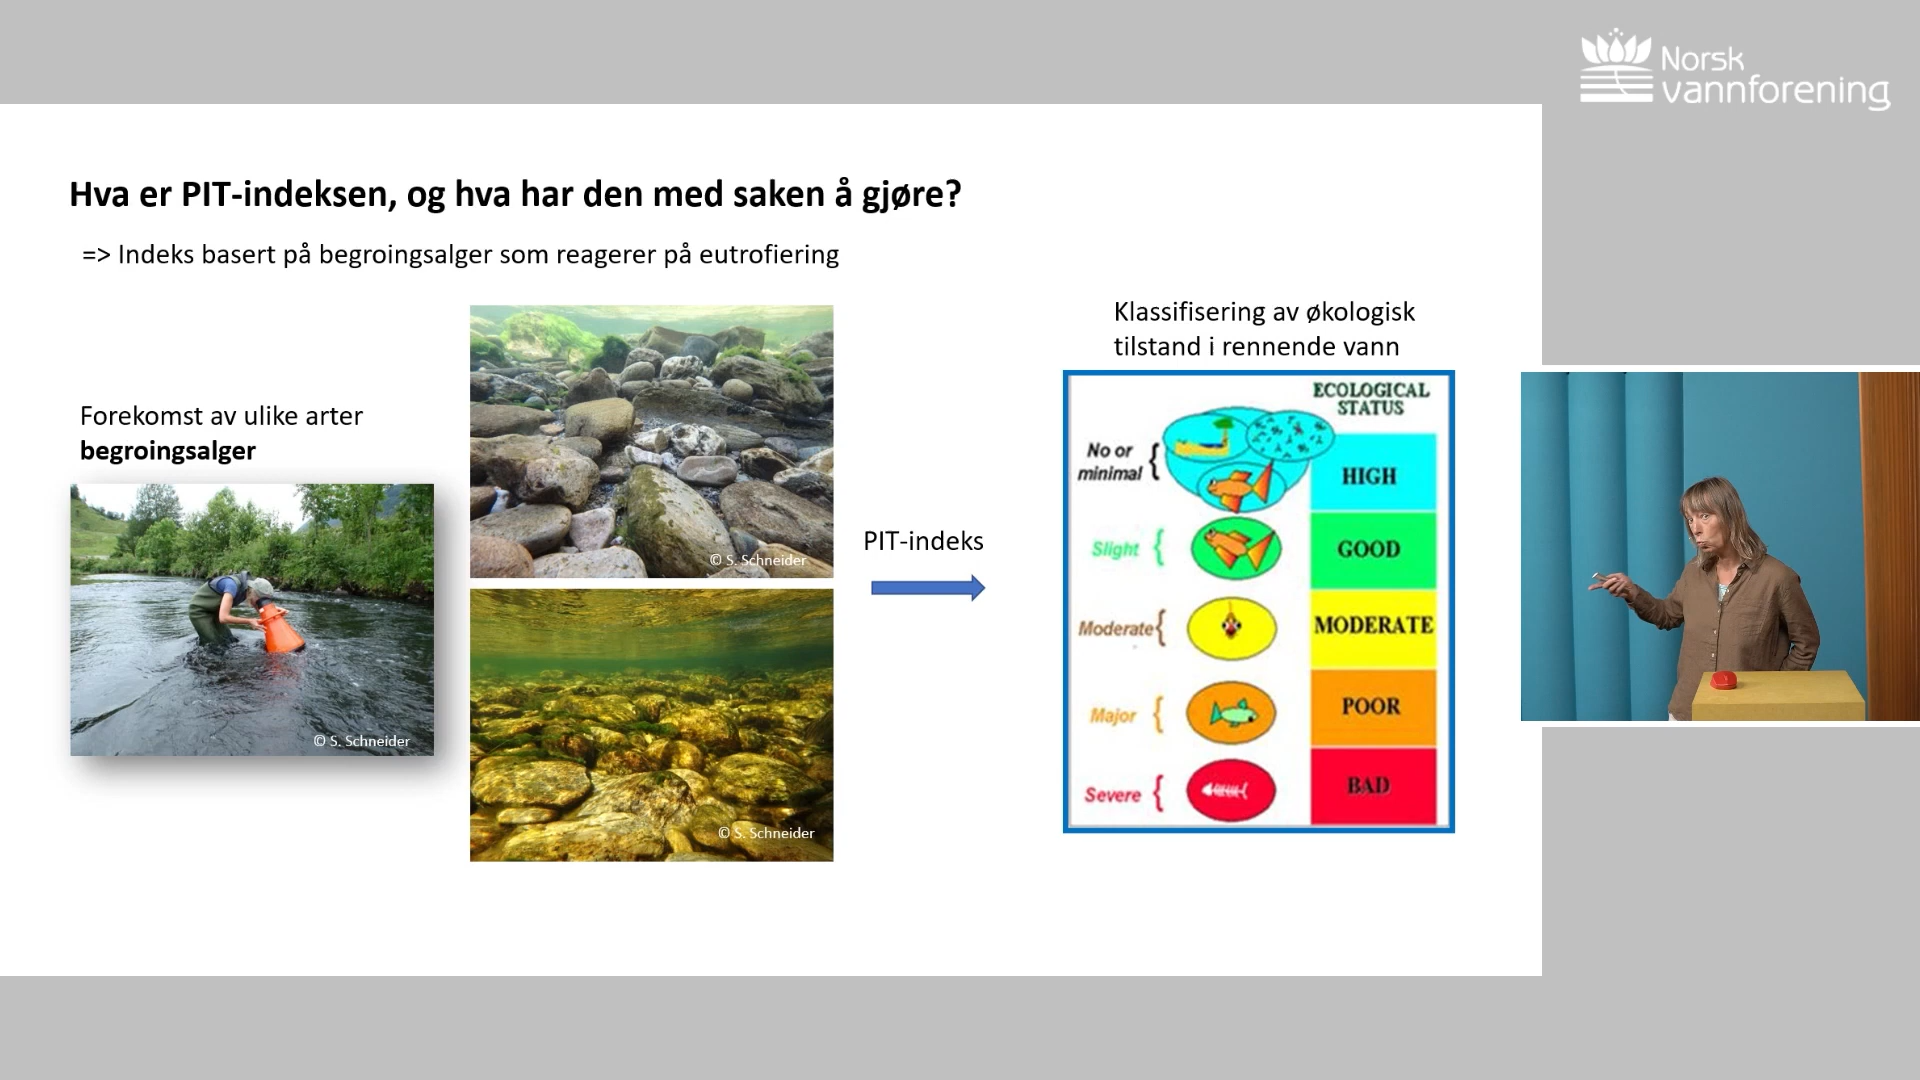 Norsk
vannforening
Hva er PIT-indeksen, og hva har den med saken å gjøre?
=> Indeks basert på begroingsalger som reagerer på eutrofiering
Forekomst av ulike arter
begroingsalger
© S. Schneider
© S. Schneider
© S. Schneider
PIT-indeks
Klassifisering av økologisk
tilstand i rennende vann
ECOLOGICAL
STATUS
No or
minimal
HIGH
Slight
GOOD
Moderate
MODERATE
Major
POOR
Severe
BAD